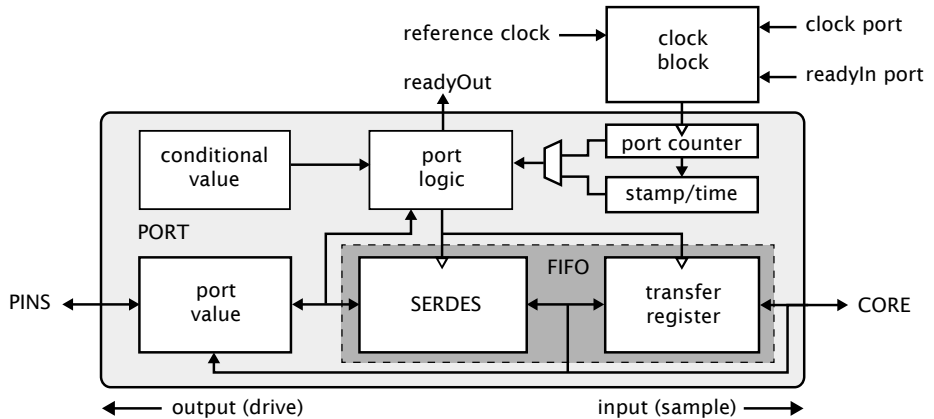 reference clock
clock
block
clock port
readyIn port
readyOut
conditional
value
port
logic
port counter
stamp/time
PORT
FIFO
PINS
port
value
SERDES
transfer
register
CORE
output (drive)
input (sample)